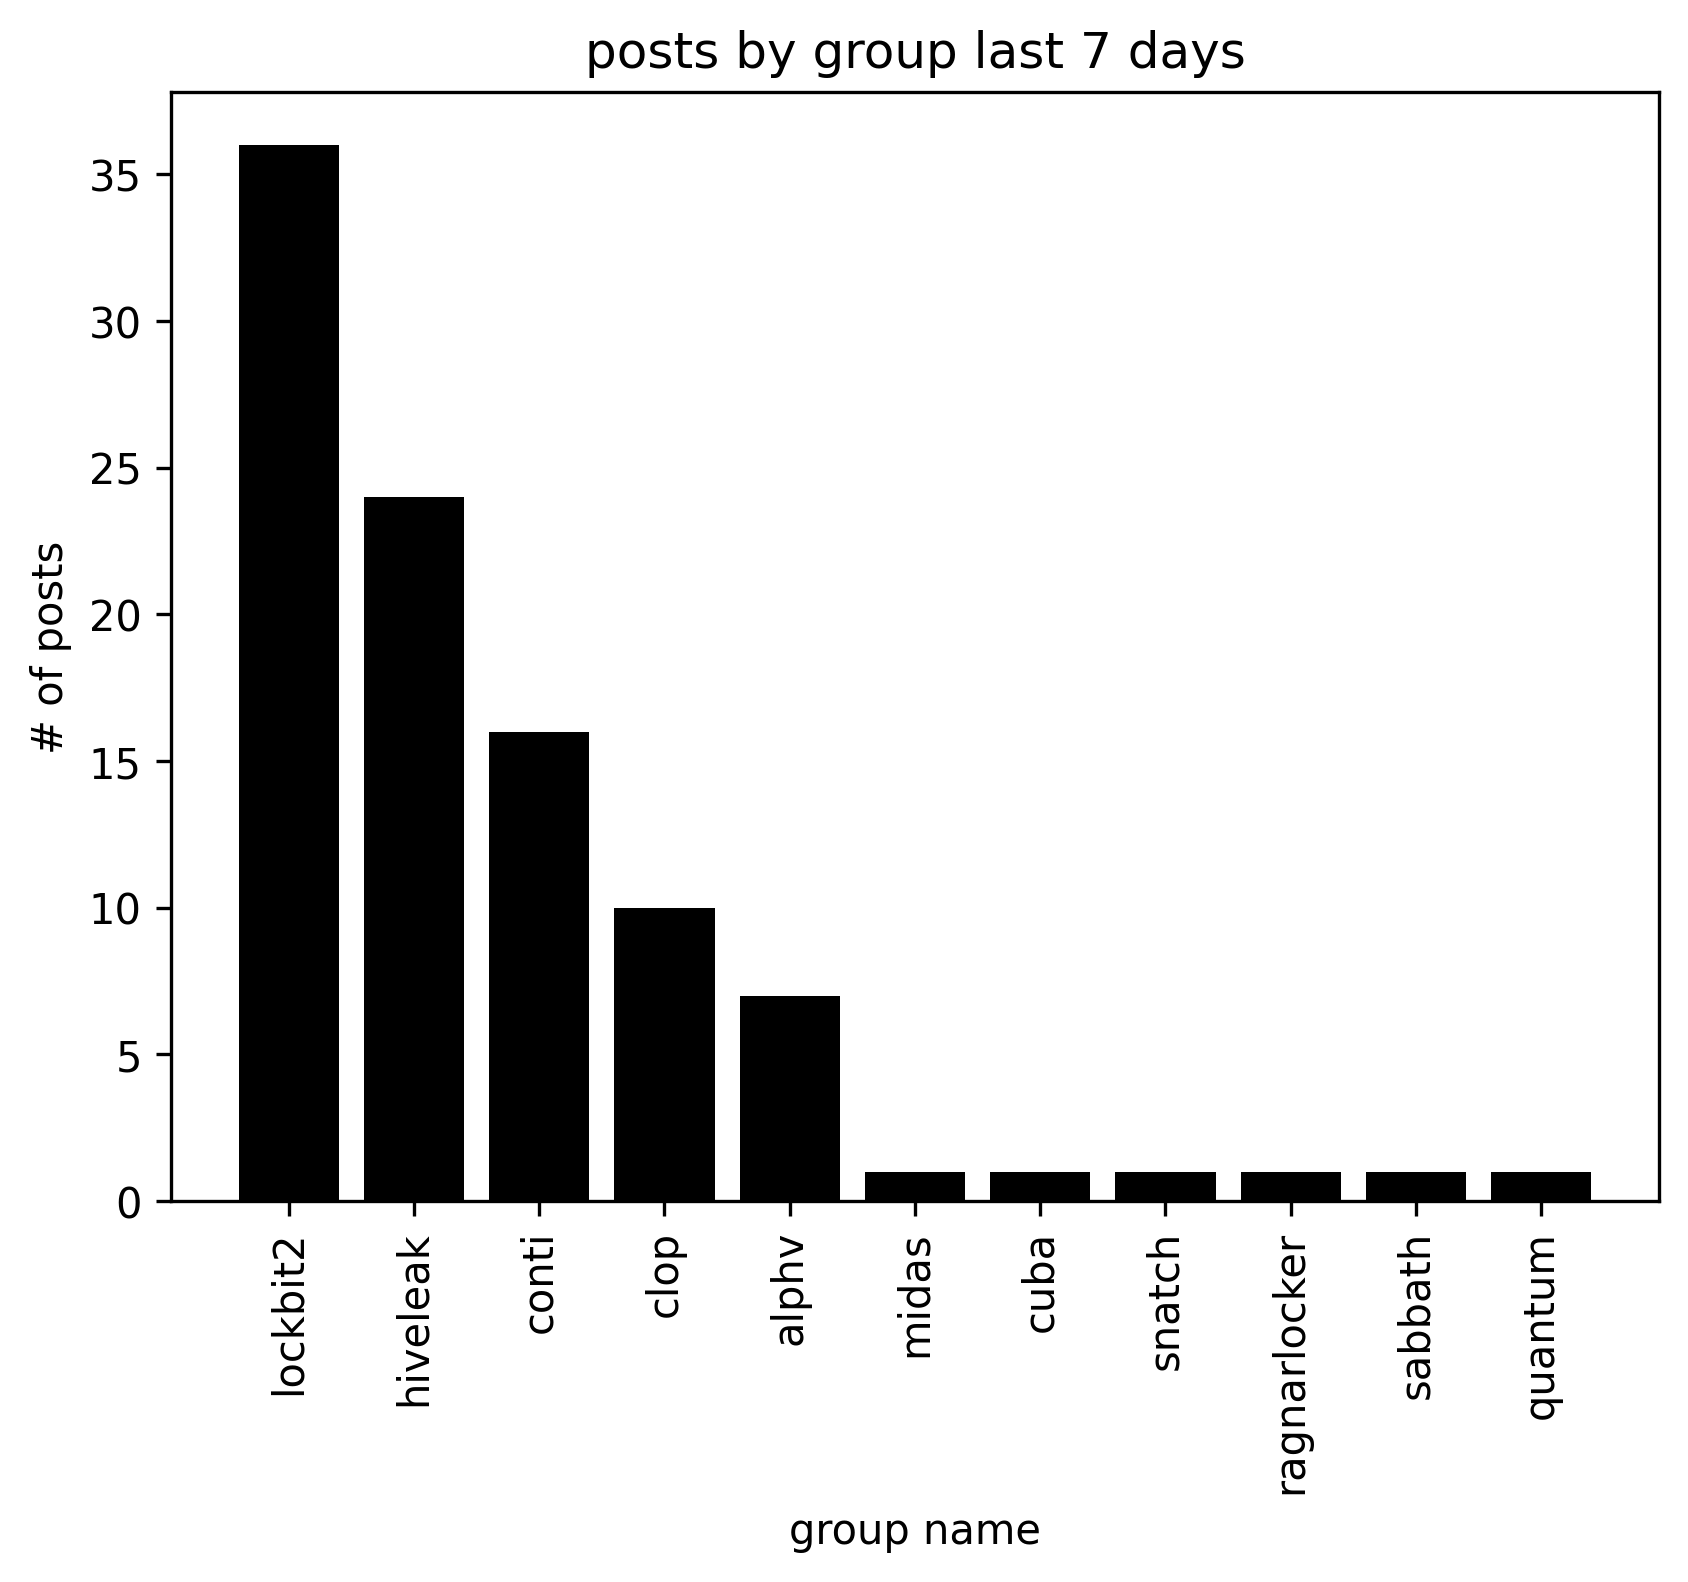 posts by group last 7 days
# of posts
35
30
25
20
15
10
5
0
lockbit2
hiveleak
conti
clop
alphv
midas
cuba
snatch
ragnarlocker
sabbath
quantum
group name